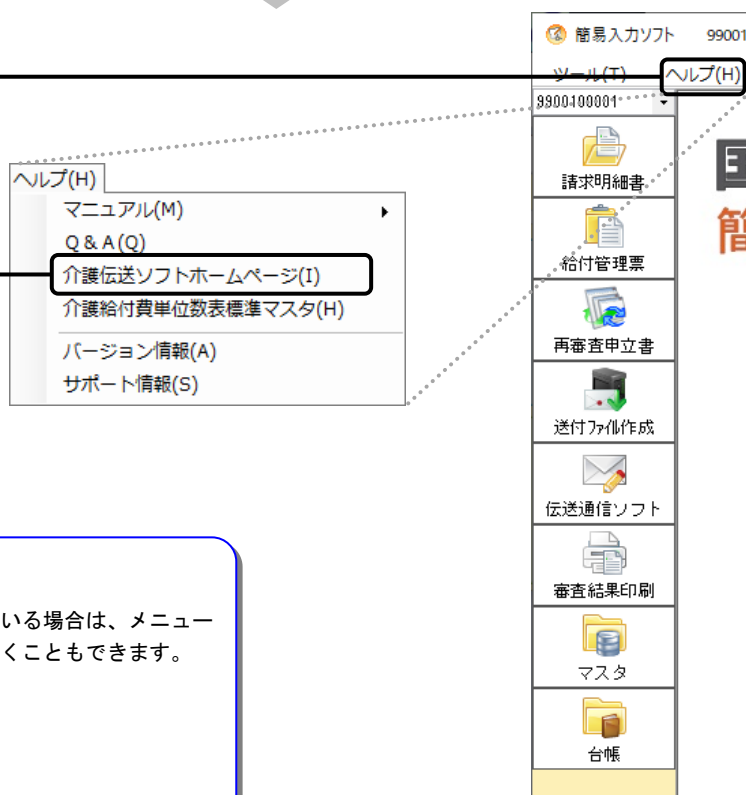 簡易入力ソフト 99001
ツール(T) ヘルプ(H)
9900100001
請求明細書
給付管理票
再審査申立書
送付ファイル作成
伝送通信ソフト
審査結果印刷
マスタ
台帳
国
簡
ヘルプ(H)
マニュアル(M)
Q & A(Q)
介護伝送ソフトホームページ(I)
介護給付費単位数表標準マスタ(H)
バージョン情報(A)
サポート情報(S)
いる場合は、メニュー
くこともできます。